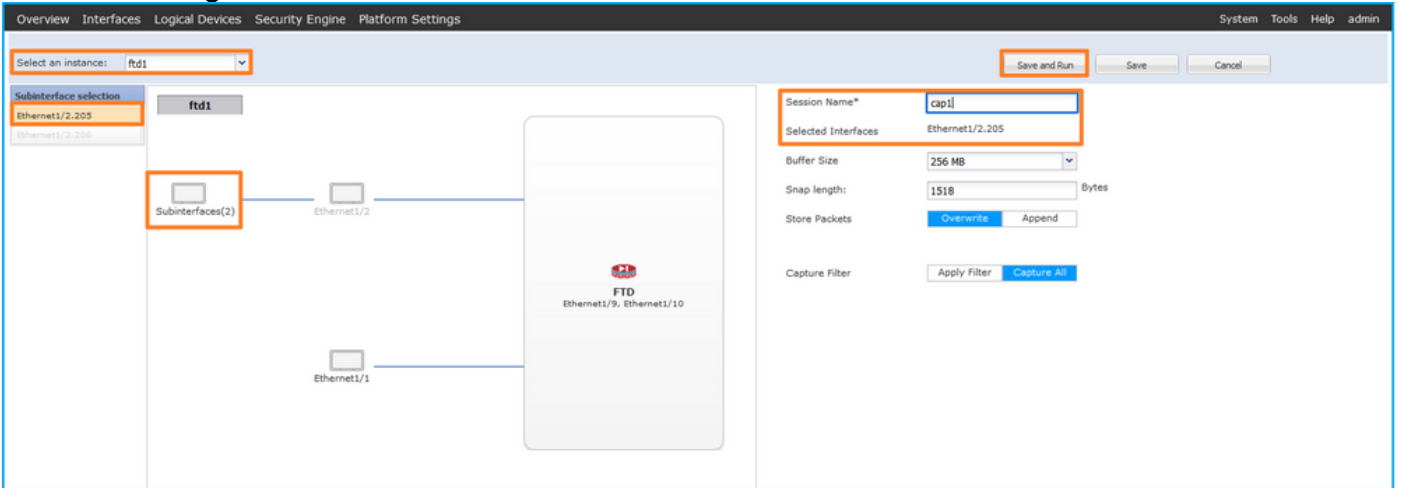 Overview Interfaces Logical Devices Security Engine Platform Settings System Tools Help admin
Select an instance: ftd1 Save and Run Save Cancel
Subinterface selection
Ethernet1/2.205
Ethernet1/2.206
ftd1
Subinterfaces(2)
Ethernet1/2
Ethernet1/1
FTD
Ethernet1/9, Ethernet1/10
Session Name* cap1
Selected Interfaces Ethernet1/2.205
Buffer Size 256 MB
Snap length: 1518 Bytes
Store Packets Overwrite Append
Capture Filter Apply Filter Capture All